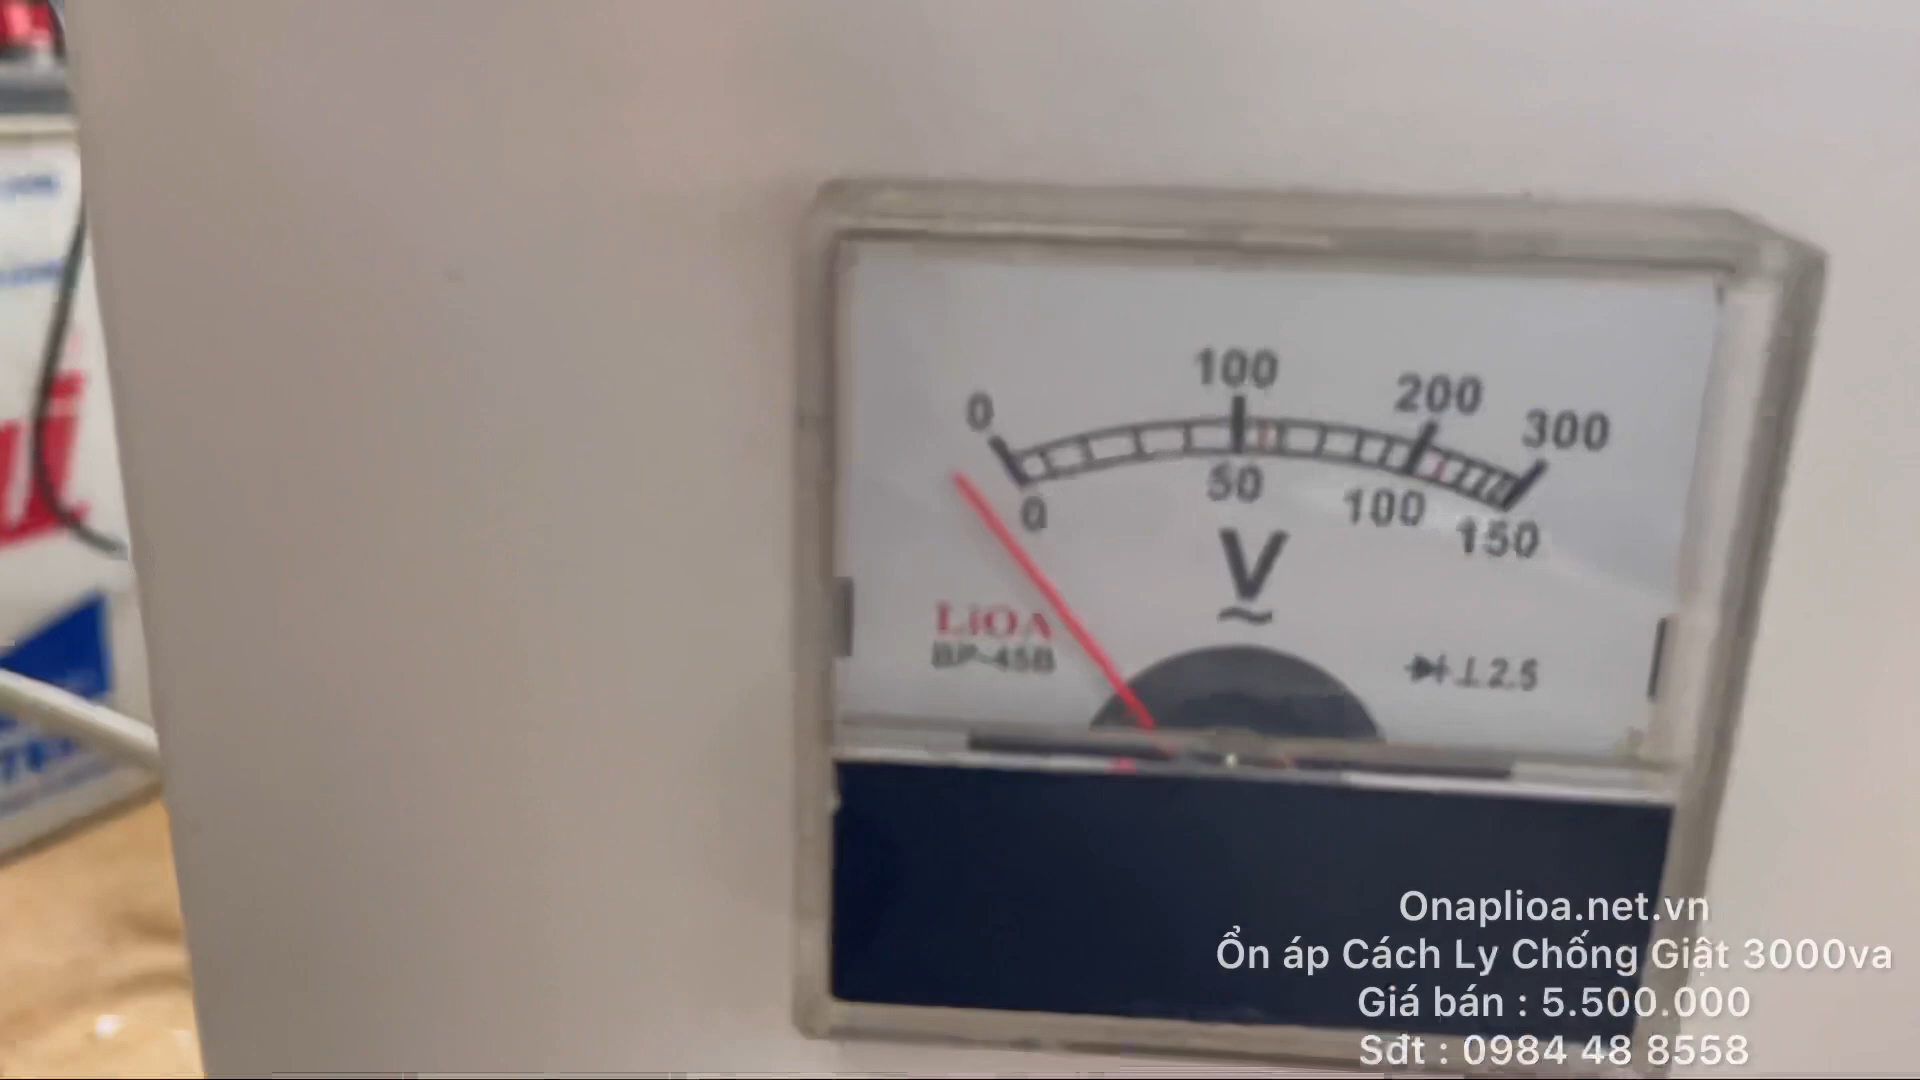 0 100 200 300
0 50 100 150
V
LiOA
BP-45B
2.5
Onaplioa.net.vn
Ổn áp Cách Ly Chống Giật 3000va
Giá bán : 5.500.000
Sđt : 0984 48 8558